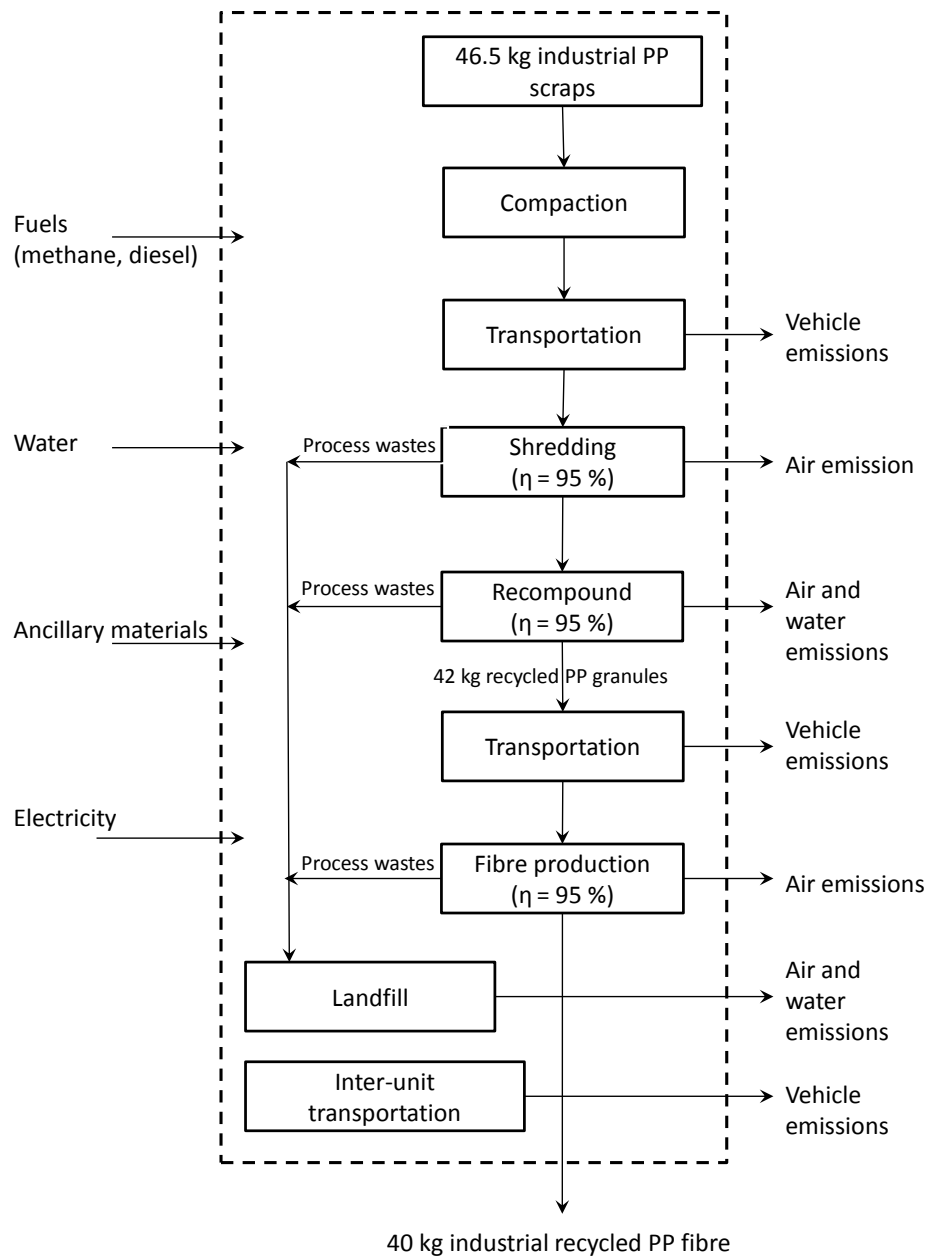 46.5 kg industrial PP
scraps
Compaction
Fuels
(methane, diesel)
Transportation
Vehicle
emissions
Water
Process wastes
Shredding
(η = 95 %)
Air emission
Process wastes
Recompound
(η = 95 %)
Air and
water
emissions
Ancillary materials
42 kg recycled PP granules
Transportation
Vehicle
emissions
Electricity
Process wastes
Fibre production
(η = 95 %)
Air emissions
Landfill
Air and
water
emissions
Inter-unit
transportation
Vehicle
emissions
40 kg industrial recycled PP fibre